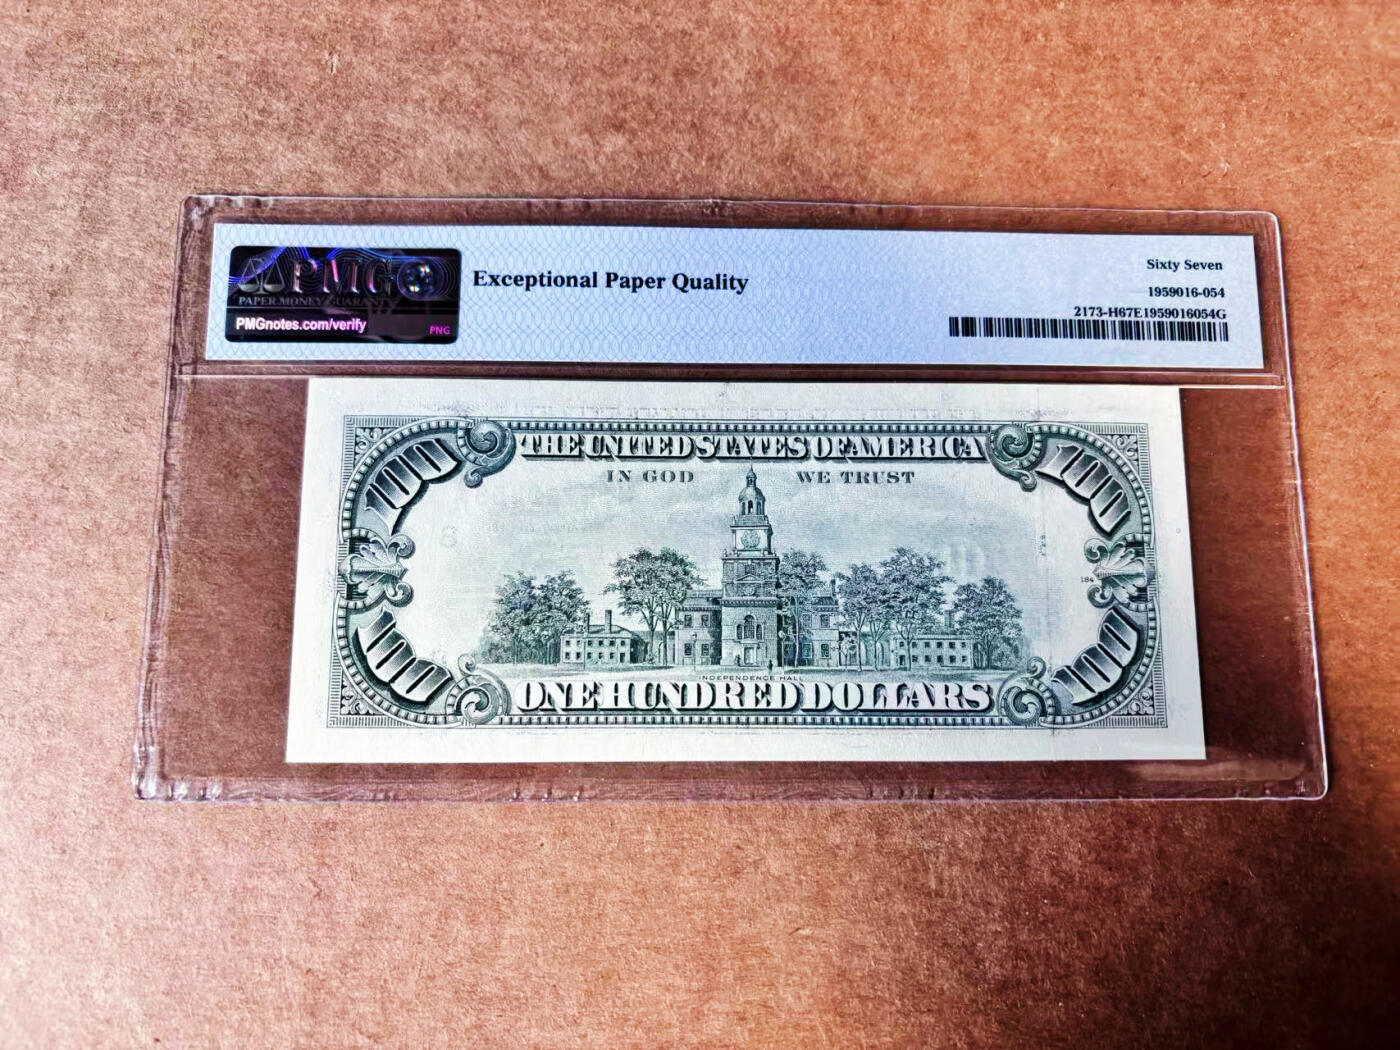 PMG
PAPER MONEY GUARANTY
PMGnotes.com/verify
PNG
Exceptional Paper Quality
Sixty Seven
1959016-054
2173-H67E1959016054G
THE UNITED STATES OF AMERICA
100
100
IN GOD WE TRUST
184
INDEPENDENCE HALL
100
100
ONE HUNDRED DOLLARS